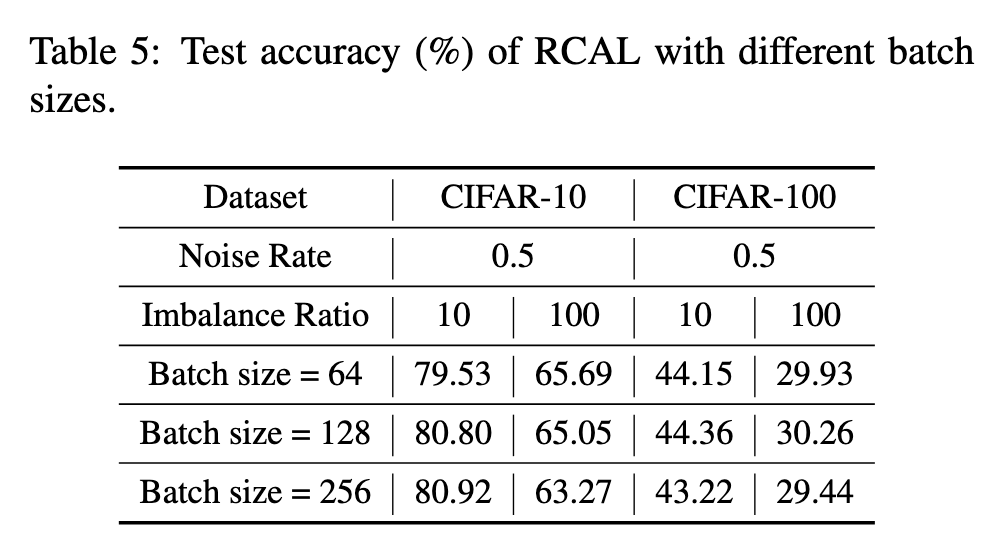 Table 5: Test accuracy (%) of RCAL with different batch
sizes.
Dataset CIFAR-10 CIFAR-100
Noise Rate 0.5 0.5
Imbalance Ratio 10 100 10 100
Batch size = 64 79.53 65.69 44.15 29.93
Batch size = 128 80.80 65.05 44.36 30.26
Batch size = 256 80.92 63.27 43.22 29.44